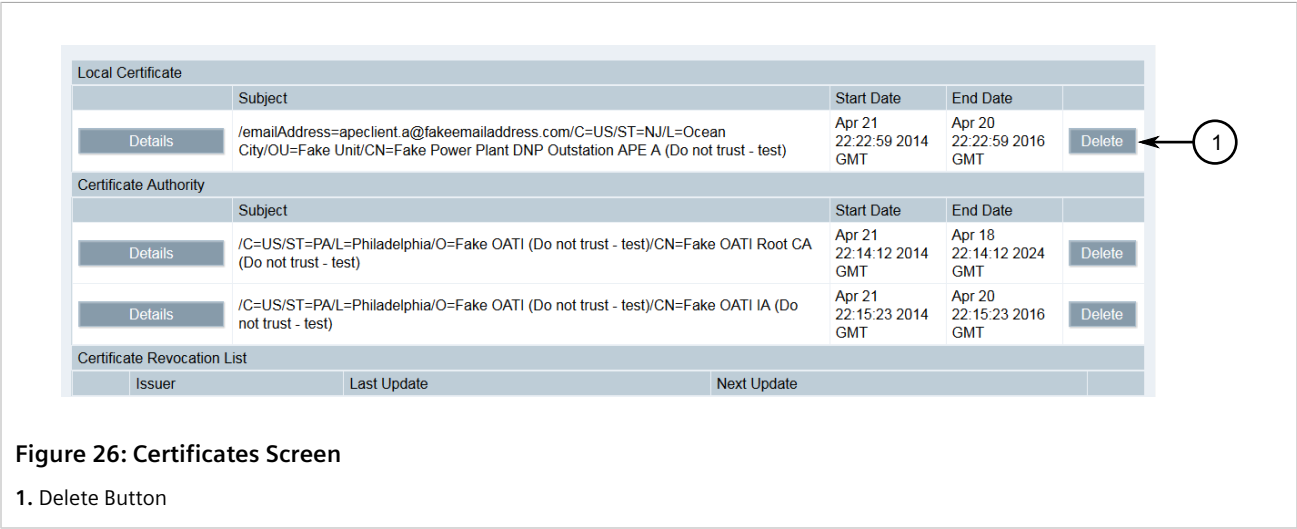 Local Certificate
Subject Start Date End Date
Details /emailAddress=apeclient.a@fakeemailaddress.com/C=US/ST=NJ/L=Ocean City/OU=Fake Unit/CN=Fake Power Plant DNP Outstation APE A (Do not trust - test) Apr 21 22:22:59 2014 GMT Apr 20 22:22:59 2016 GMT Delete 1
Certificate Authority
Subject Start Date End Date
Details /C=US/ST=PA/L=Philadelphia/O=Fake OATI (Do not trust - test)/CN=Fake OATI Root CA (Do not trust - test) Apr 21 22:14:12 2014 GMT Apr 18 22:14:12 2024 GMT Delete
Details /C=US/ST=PA/L=Philadelphia/O=Fake OATI (Do not trust - test)/CN=Fake OATI IA (Do not trust - test) Apr 21 22:15:23 2014 GMT Apr 20 22:15:23 2016 GMT Delete
Certificate Revocation List
Issuer Last Update Next Update
Figure 26: Certificates Screen
1. Delete Button